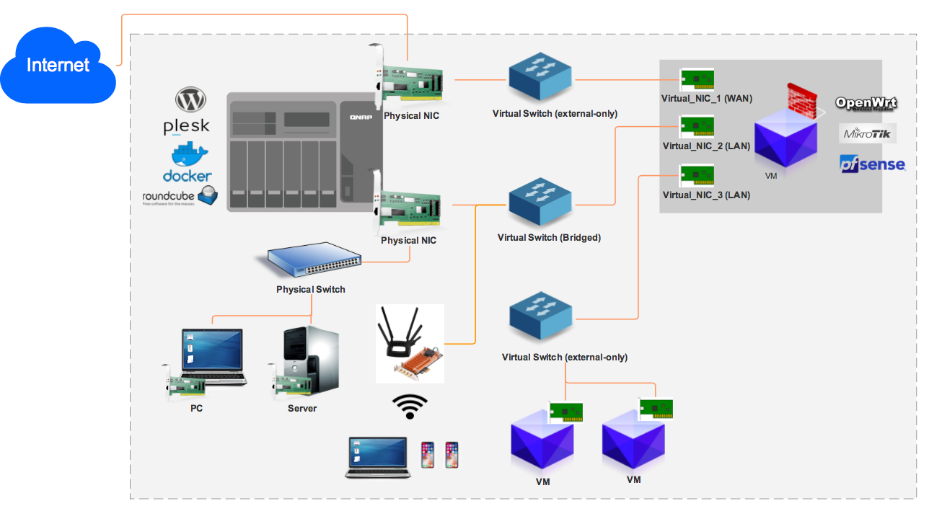 Internet
Physical NIC
Virtual Switch (external-only)
Virtual_NIC_1 (WAN)
OpenWrt
plesk
QNAP
Virtual_NIC_2 (LAN)
MikroTik
VM
pfsense
docker
roundcube
Virtual_NIC_3 (LAN)
Physical NIC
Virtual Switch (Bridged)
Physical Switch
Virtual Switch (external-only)
PC
Server
VM
VM